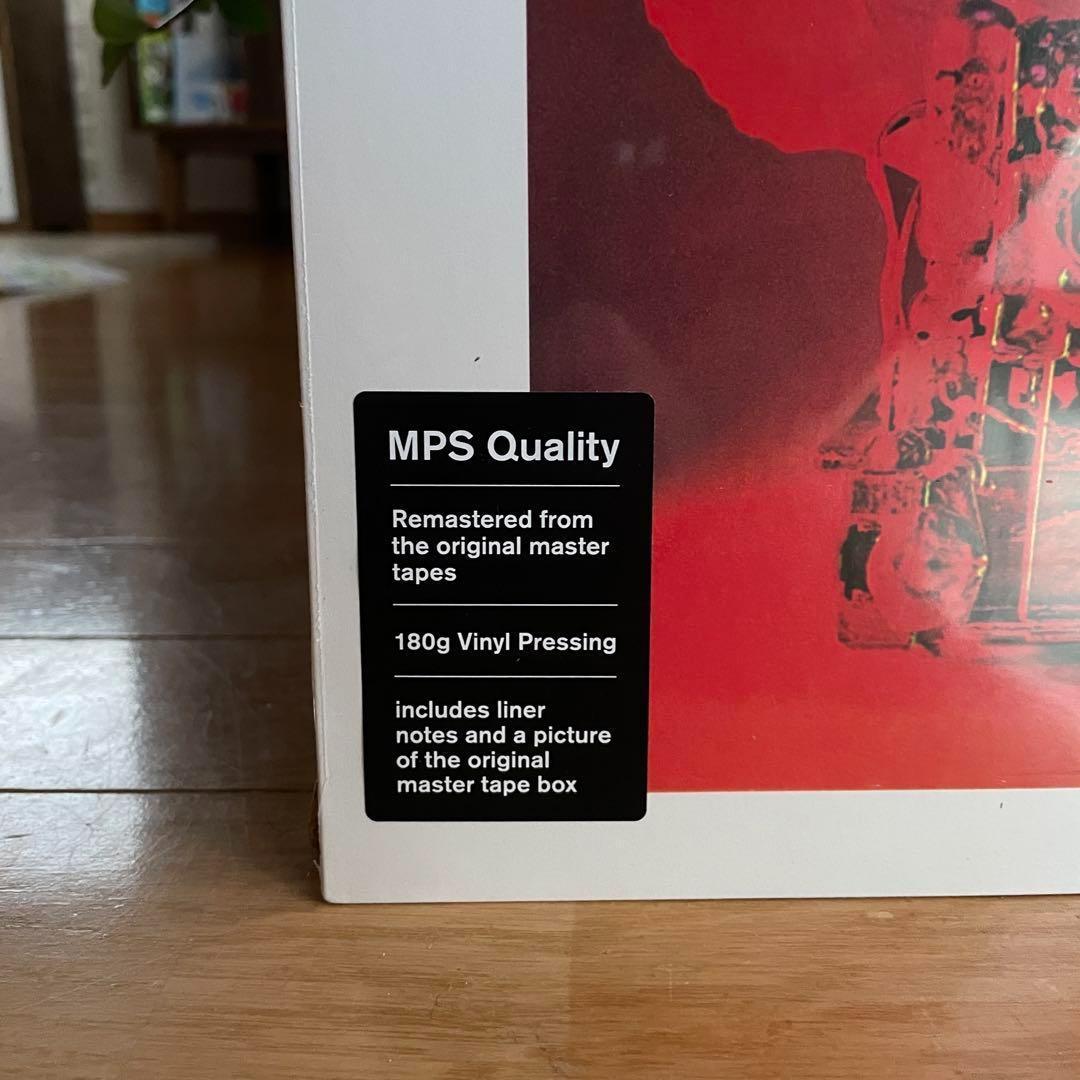 MPS Quality
Remastered from
the original master
tapes
180g Vinyl Pressing
includes liner
notes and a picture
of the original
master tape box